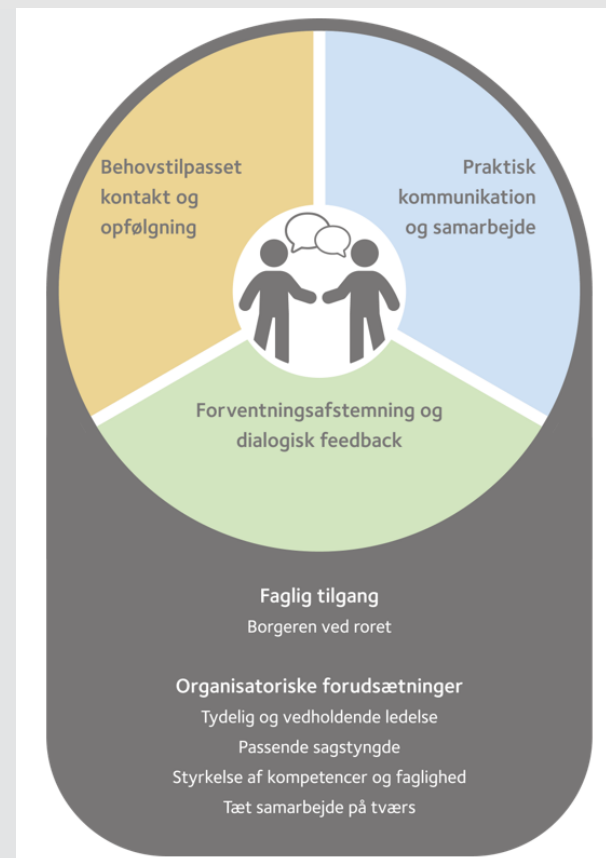 Behovstilpasset
kontakt og
opfølgning
Praktisk
kommunikation
og samarbejde
Forventningsafstemning og
dialogisk feedback
Faglig tilgang
Borgeren ved roret
Organisatoriske forudsætninger
Tydelig og vedholdende ledelse
Passende sagstyngde
Styrkelse af kompetencer og faglighed
Tæt samarbejde på tværs